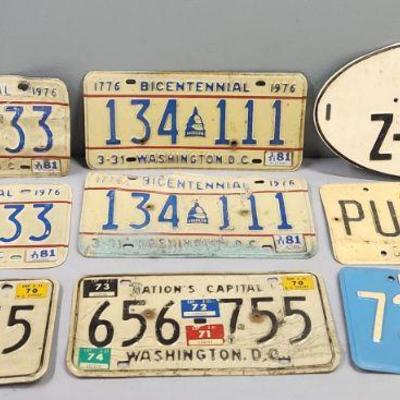 1976
33
81
1776 BICENTENNIAL 1976
134 111
3-31 WASHINGTON D.C. 81
Z-
1976
33
81
1776 BICENTENNIAL 1976
134 111
3-31 WASHINGTON D.C. 81
PU
70
5
73 NATION'S CAPITAL 70
656 72 755
71
74 WASHINGTON, D.C.
7